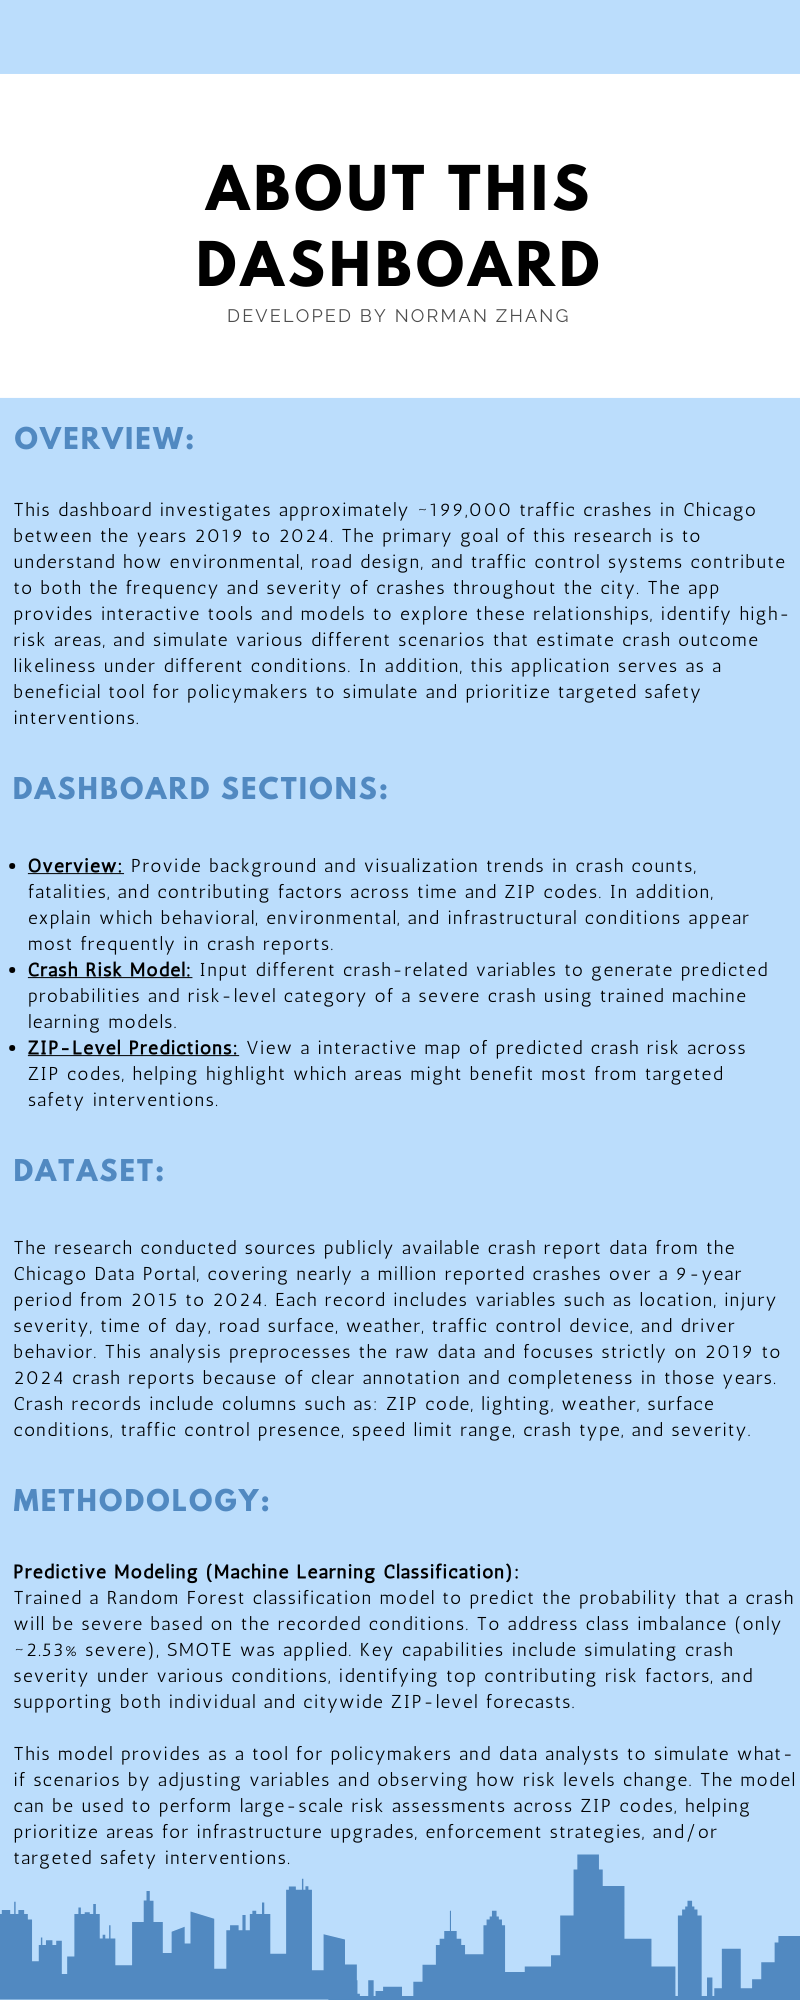 ABOUT THIS
DASHBOARD
DEVELOPED BY NORMAN ZHANG
OVERVIEW:
This dashboard investigates approximately ~199,000 traffic crashes in Chicago
between the years 2019 to 2024. The primary goal of this research is to
understand how environmental, road design, and traffic control systems contribute
to both the frequency and severity of crashes throughout the city. The app
provides interactive tools and models to explore these relationships, identify high-
risk areas, and simulate various different scenarios that estimate crash outcome
likeliness under different conditions. In addition, this application serves as a
beneficial tool for policymakers to simulate and prioritize targeted safety
interventions.
DASHBOARD SECTIONS:
• Overview: Provide background and visualization trends in crash counts,
fatalities, and contributing factors across time and ZIP codes. In addition,
explain which behavioral, environmental, and infrastructural conditions appear
most frequently in crash reports.
• Crash Risk Model: Input different crash-related variables to generate predicted
probabilities and risk-level category of a severe crash using trained machine
learning models.
• ZIP-Level Predictions: View a interactive map of predicted crash risk across
ZIP codes, helping highlight which areas might benefit most from targeted
safety interventions.
DATASET:
The research conducted sources publicly available crash report data from the
Chicago Data Portal, covering nearly a million reported crashes over a 9-year
period from 2015 to 2024. Each record includes variables such as location, injury
severity, time of day, road surface, weather, traffic control device, and driver
behavior. This analysis preprocesses the raw data and focuses strictly on 2019 to
2024 crash reports because of clear annotation and completeness in those years.
Crash records include columns such as: ZIP code, lighting, weather, surface
conditions, traffic control presence, speed limit range, crash type, and severity.
METHODOLOGY:
Predictive Modeling (Machine Learning Classification):
Trained a Random Forest classification model to predict the probability that a crash
will be severe based on the recorded conditions. To address class imbalance (only
~2.53% severe), SMOTE was applied. Key capabilities include simulating crash
severity under various conditions, identifying top contributing risk factors, and
supporting both individual and citywide ZIP-level forecasts.
This model provides as a tool for policymakers and data analysts to simulate what-
if scenarios by adjusting variables and observing how risk levels change. The model
can be used to perform large-scale risk assessments across ZIP codes, helping
prioritize areas for infrastructure upgrades, enforcement strategies, and/or
targeted safety interventions.